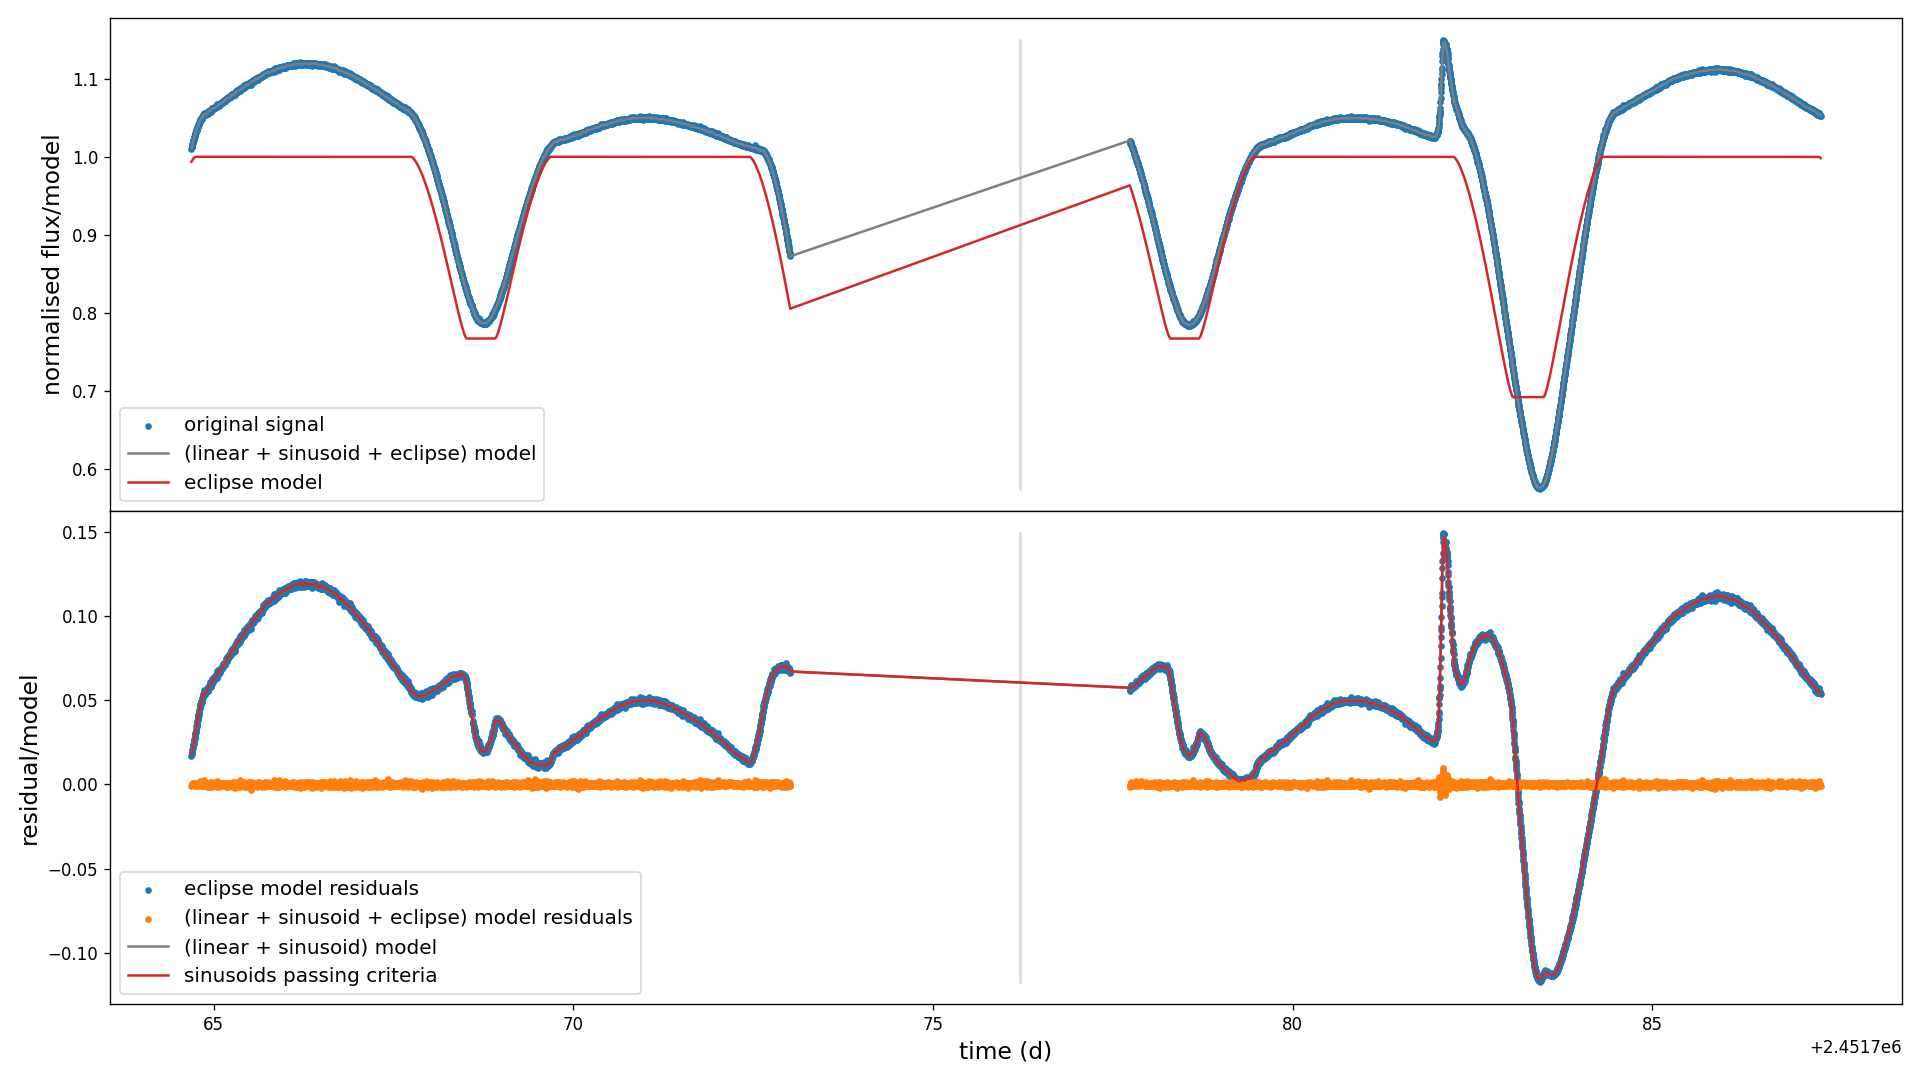 normalised flux/model
1.1
1.0
0.9
0.8
0.7
0.6
original signal
(linear + sinusoid + eclipse) model
eclipse model
residual/model
0.15
0.10
0.05
0.00
−0.05
−0.10
eclipse model residuals
(linear + sinusoid + eclipse) model residuals
(linear + sinusoid) model
sinusoids passing criteria
65 70 75 80 85
time (d)
+2.4517e6